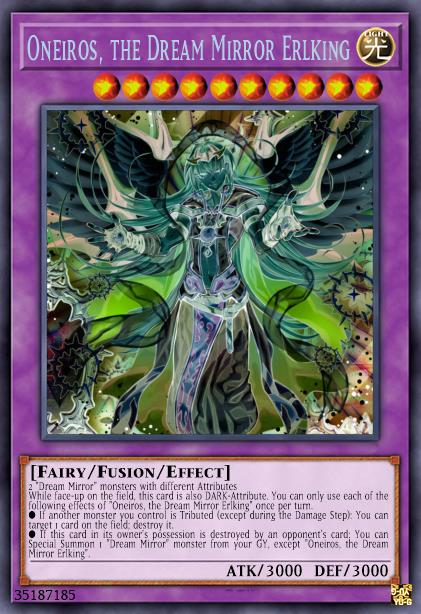 Oneiros, the Dream Mirror Erlking
LIGHT
光
[Fairy/Fusion/Effect]
2 "Dream Mirror" monsters with different Attributes
While face-up on the field, this card is also DARK-Attribute. You can only use each of the
following effects of "Oneiros, the Dream Mirror Erlking" once per turn.
● If another monster you control is Tributed (except during the Damage Step): You can
target 1 card on the field; destroy it.
● If this card in its owner's possession is destroyed by an opponent's card: You can
Special Summon 1 "Dream Mirror" monster from your GY, except "Oneiros, the Dream
Mirror Erlking".
ATK/3000 DEF/3000
35187185